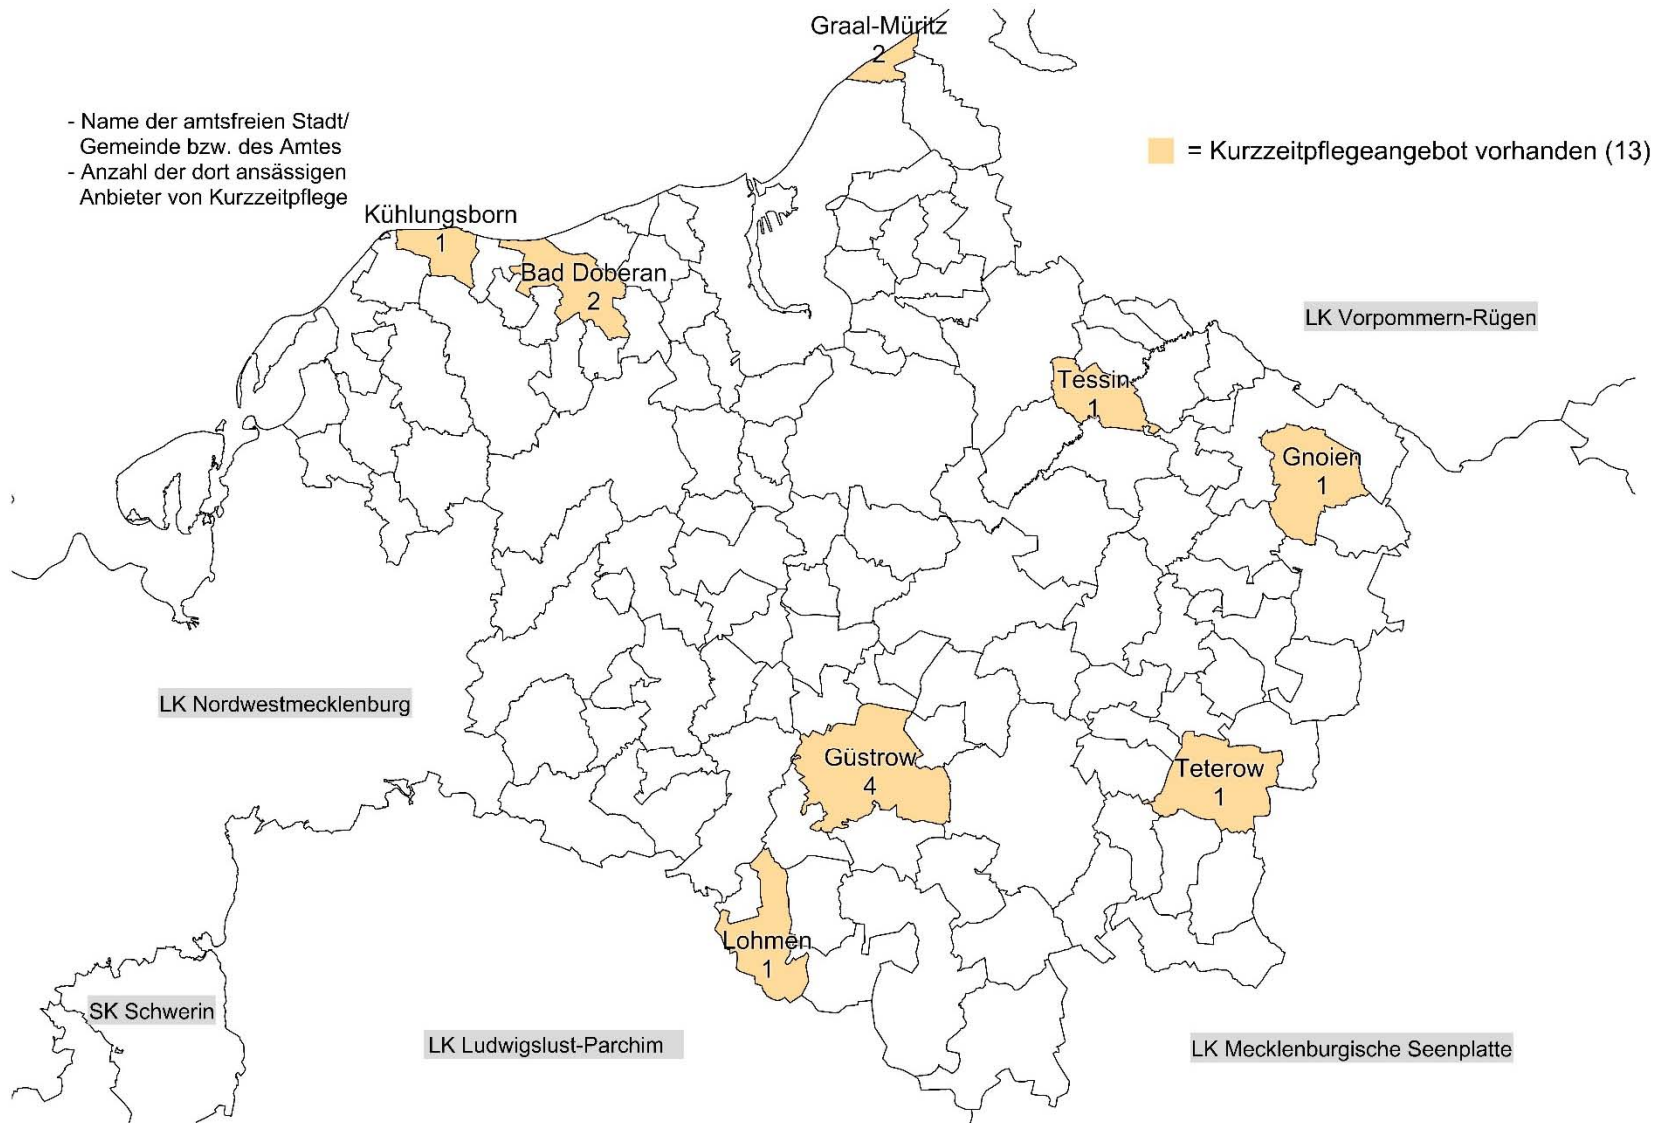 Graal-Müritz
2
- Name der amtsfreien Stadt/
Gemeinde bzw. des Amtes
- Anzahl der dort ansässigen
Anbieter von Kurzzeitpflege
= Kurzzeitpflegeangebot vorhanden (13)
Kühlungsborn
1
Bad Doberan
2
LK Vorpommern-Rügen
Tessin
1
Gnoien
1
LK Nordwestmecklenburg
Güstrow
4
Teterow
1
Lohmen
1
SK Schwerin
LK Ludwigslust-Parchim
LK Mecklenburgische Seenplatte